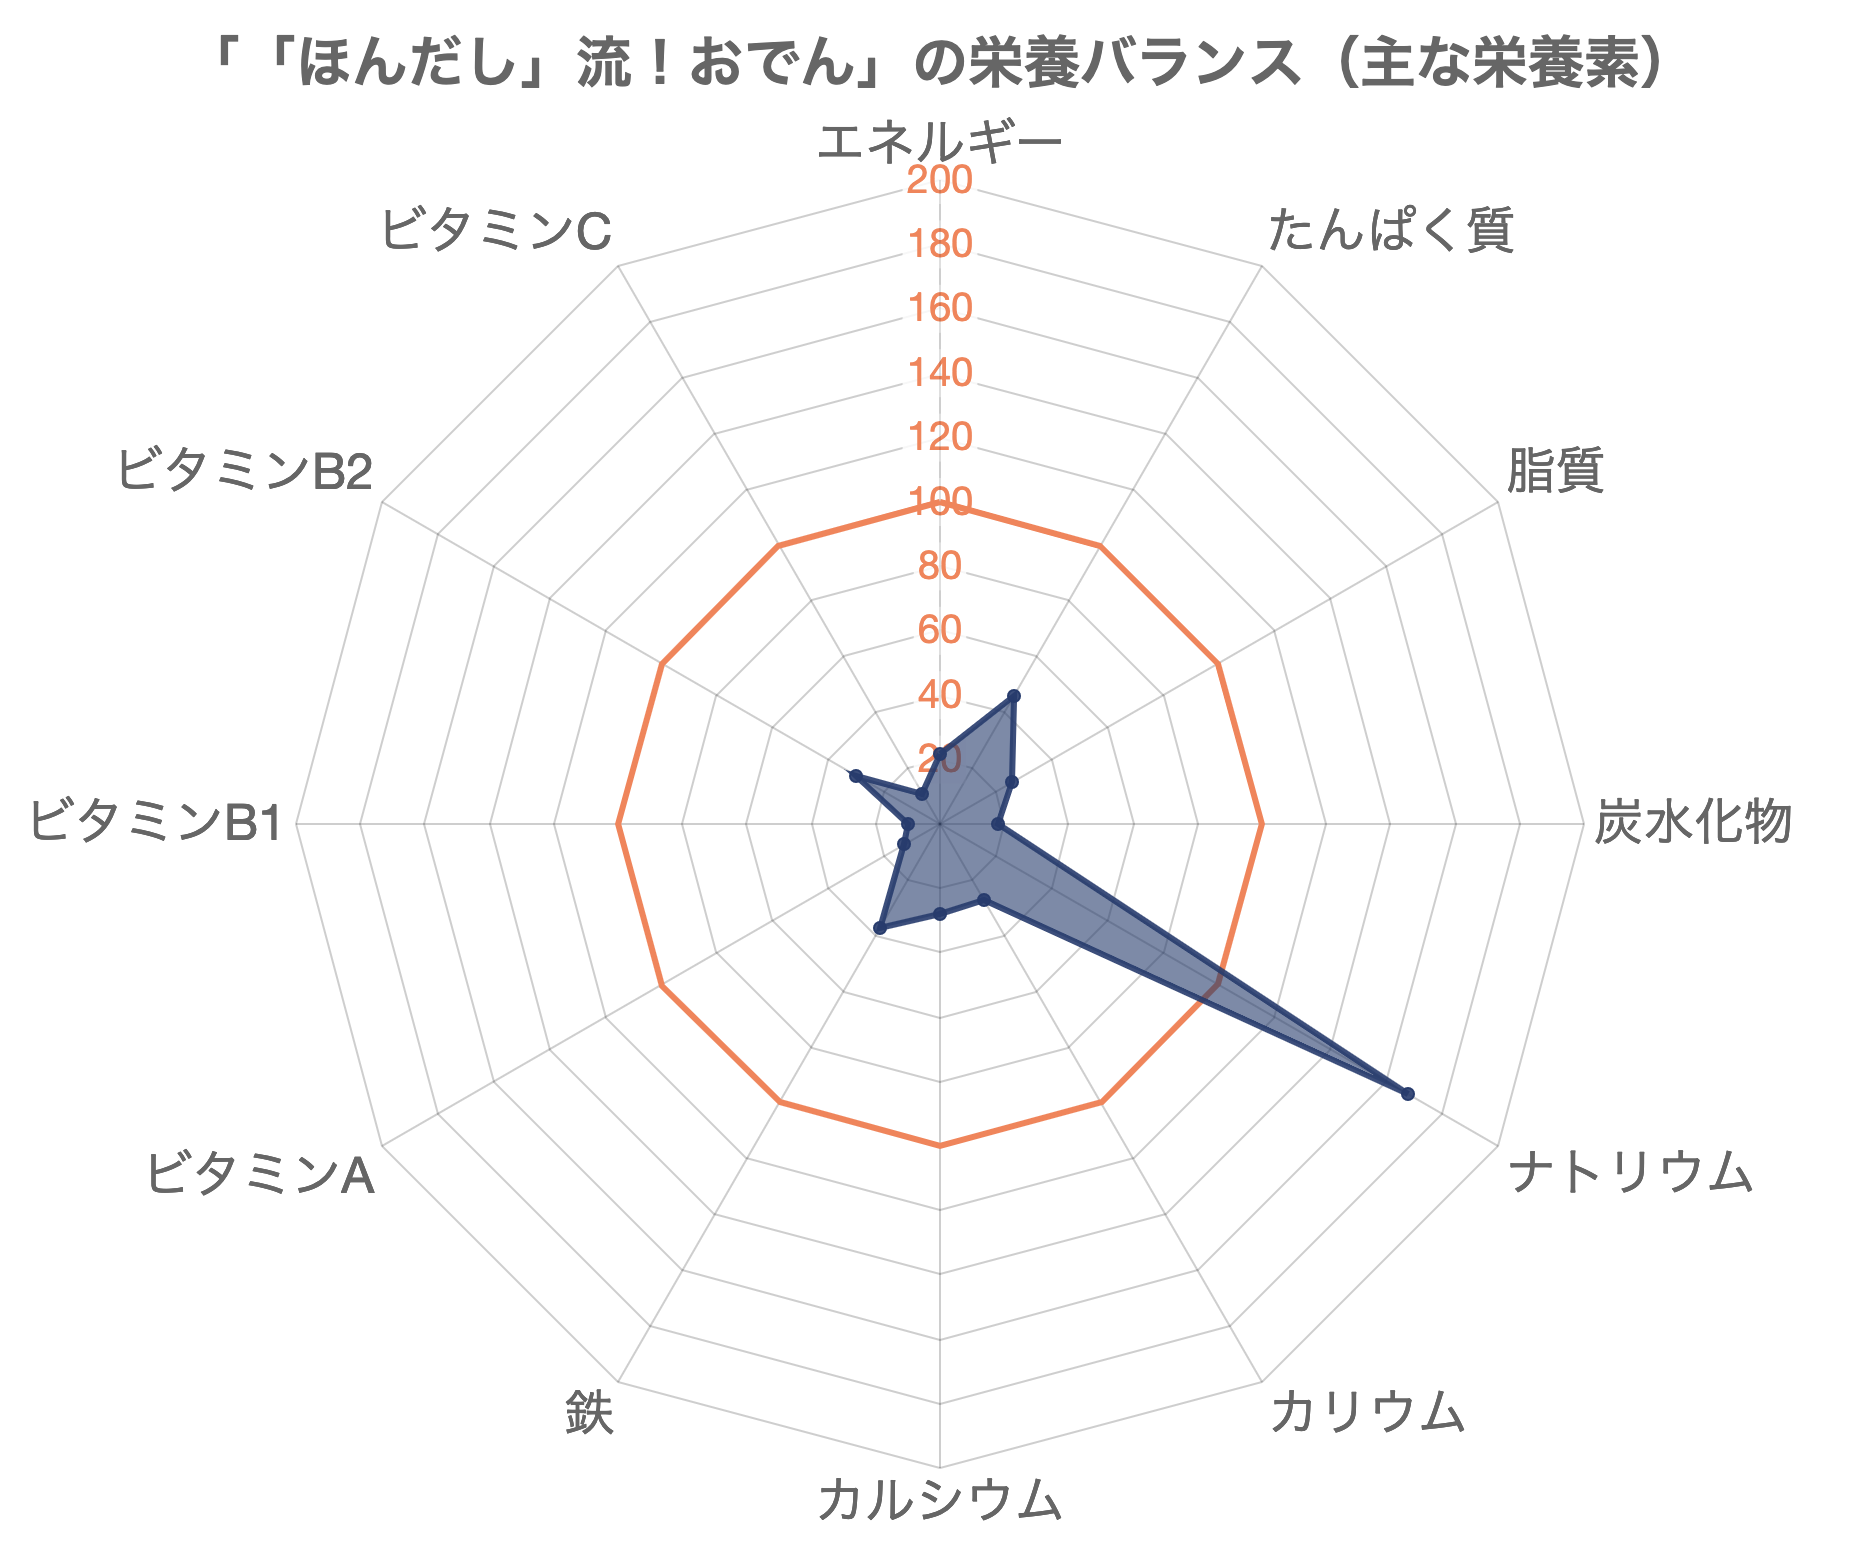 「「ほんだし」流！おでん」の栄養バランス（主な栄養素）
エネルギー
200
ビタミンC
たんぱく質
180
160
140
120
ビタミンB2
脂質
100
80
60
40
20
ビタミンB1
炭水化物
ビタミンA
ナトリウム
鉄
カリウム
カルシウム